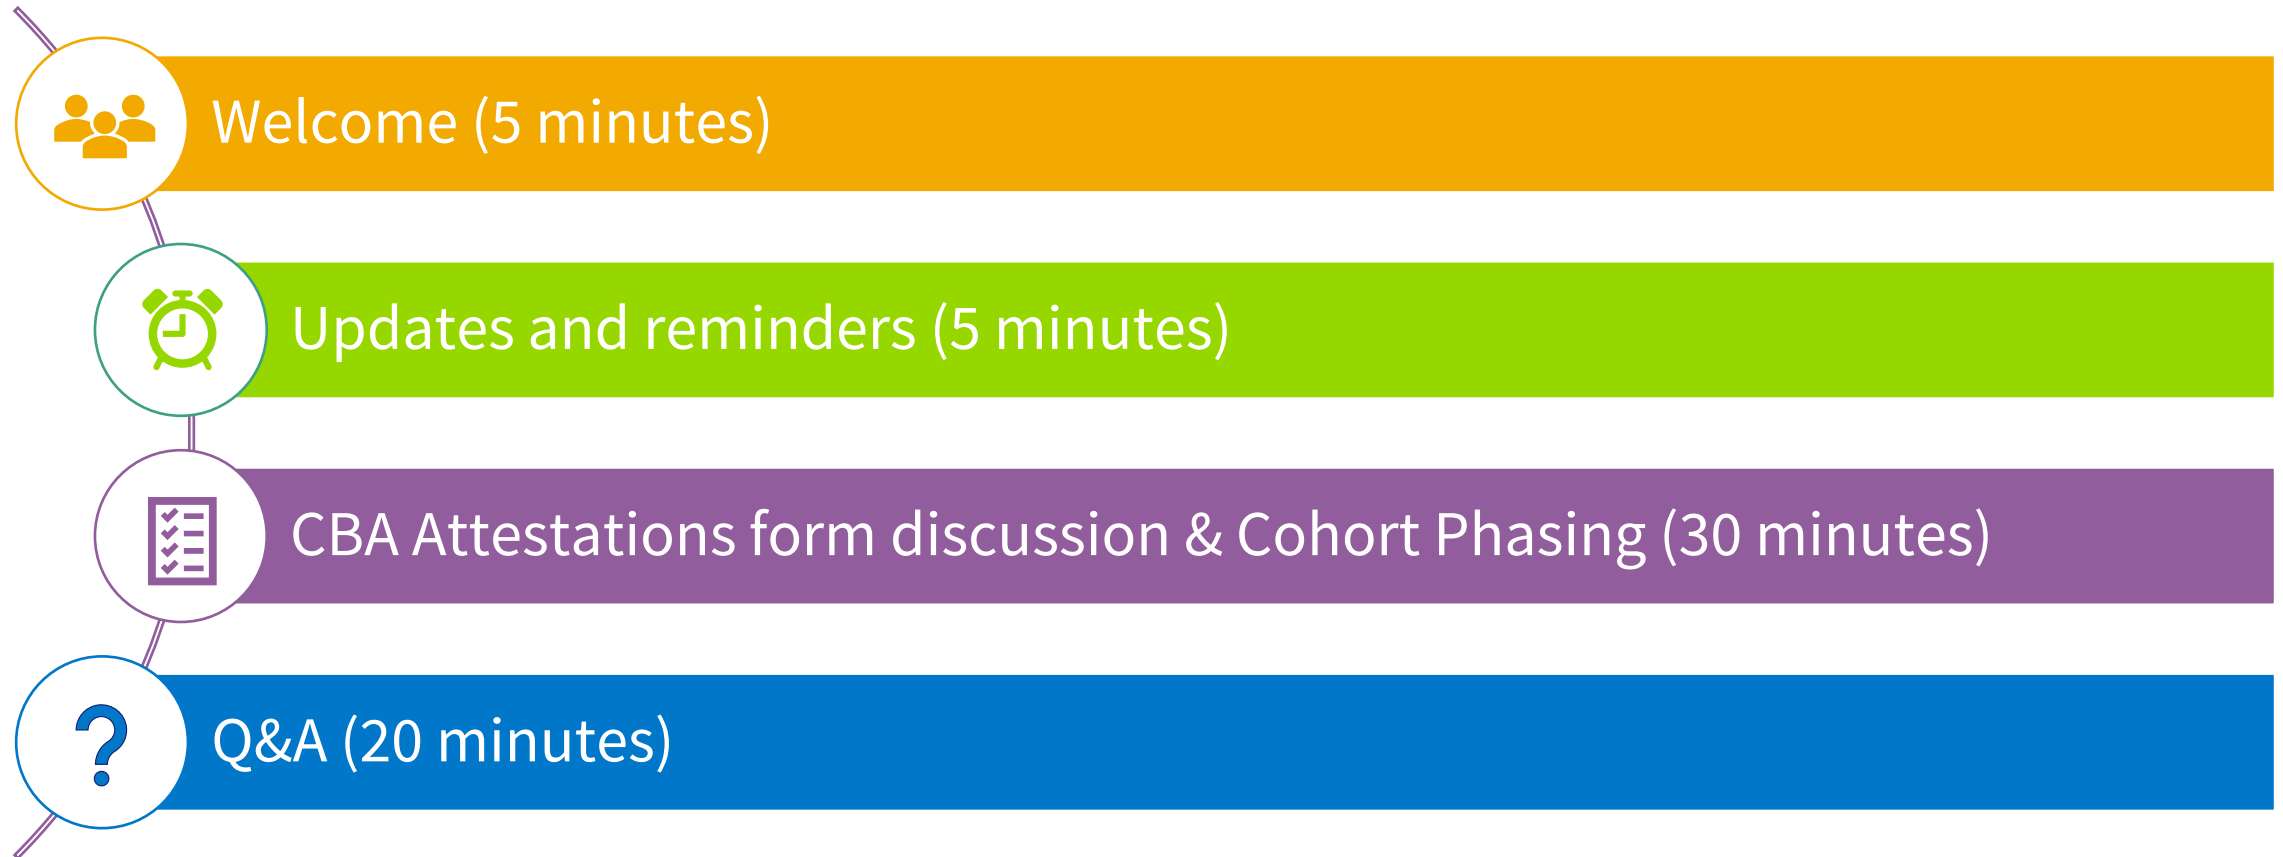 Welcome (5 minutes)
Updates and reminders (5 minutes)
CBA Attestations form discussion & Cohort Phasing (30 minutes)
Q&A (20 minutes)